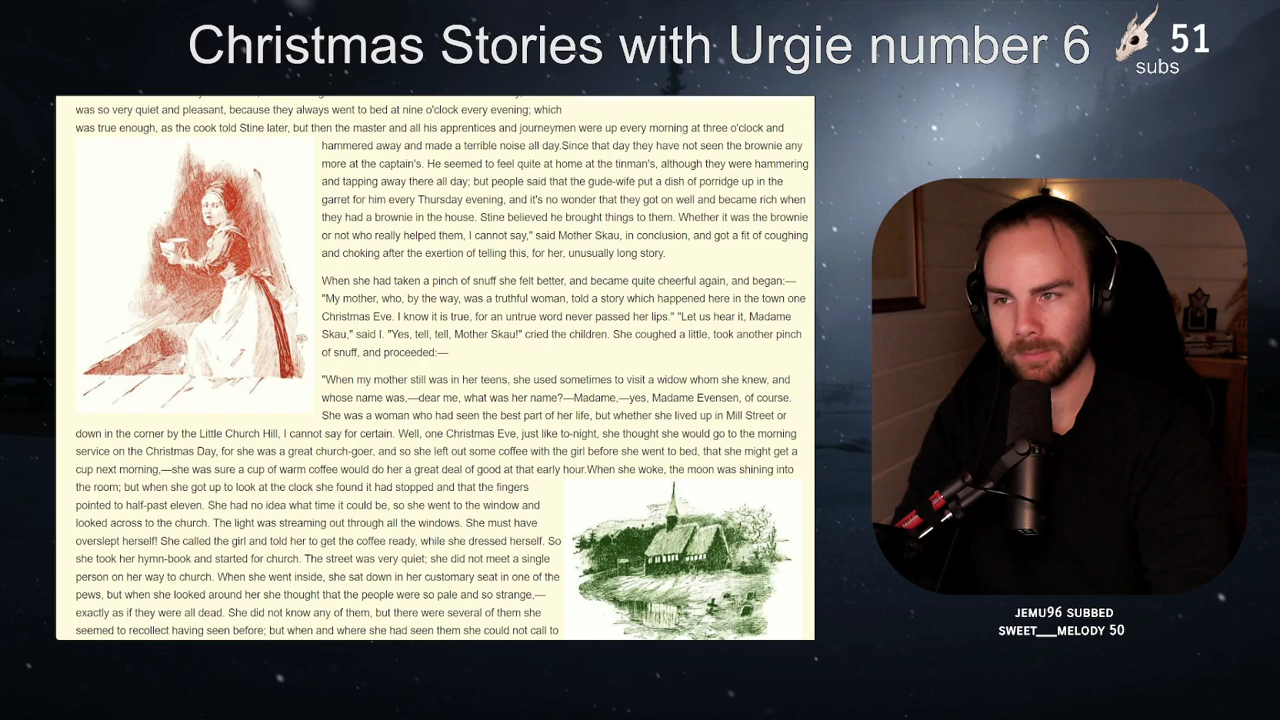 Christmas Stories with Urgie number 6
51
subs
was so very quiet and pleasant, because they always went to bed at nine o'clock every evening; which
was true enough, as the cook told Stine later, but then the master and all his apprentices and journeymen were up every morning at three o'clock and
hammered away and made a terrible noise all day.Since that day they have not seen the brownie any
more at the captain's. He seemed to feel quite at home at the tinman's, although they were hammering
and tapping away there all day; but people said that the gude-wife put a dish of porridge up in the
garret for him every Thursday evening, and it's no wonder that they got on well and became rich when
they had a brownie in the house. Stine believed he brought things to them. Whether it was the brownie
or not who really helped them, I cannot say," said Mother Skau, in conclusion, and got a fit of coughing
and choking after the exertion of telling this, for her, unusually long story.
When she had taken a pinch of snuff she felt better, and became quite cheerful again, and began:—
"My mother, who, by the way, was a truthful woman, told a story which happened here in the town one
Christmas Eve. I know it is true, for an untrue word never passed her lips." "Let us hear it, Madame
Skau," said I. "Yes, tell, tell, Mother Skau!" cried the children. She coughed a little, took another pinch
of snuff, and proceeded:—
"When my mother still was in her teens, she used sometimes to visit a widow whom she knew, and
whose name was,—dear me, what was her name?—Madame,—yes, Madame Evensen, of course.
She was a woman who had seen the best part of her life, but whether she lived up in Mill Street or
down in the corner by the Little Church Hill, I cannot say for certain. Well, one Christmas Eve, just like to-night, she thought she would go to the morning
service on the Christmas Day, for she was a great church-goer, and so she left out some coffee with the girl before she went to bed, that she might get a
cup next morning,—she was sure a cup of warm coffee would do her a great deal of good at that early hour.When she woke, the moon was shining into
the room; but when she got up to look at the clock she found it had stopped and that the fingers
pointed to half-past eleven. She had no idea what time it could be, so she went to the window and
looked across to the church. The light was streaming out through all the windows. She must have
overslept herself! She called the girl and told her to get the coffee ready, while she dressed herself. So
she took her hymn-book and started for church. The street was very quiet; she did not meet a single
person on her way to church. When she went inside, she sat down in her customary seat in one of the
pews, but when she looked around her she thought that the people were so pale and so strange,—
exactly as if they were all dead. She did not know any of them, but there were several of them she
seemed to recollect having seen before; but when and where she had seen them she could not call to
JEMU96 SUBBED
SWEET___MELODY 50